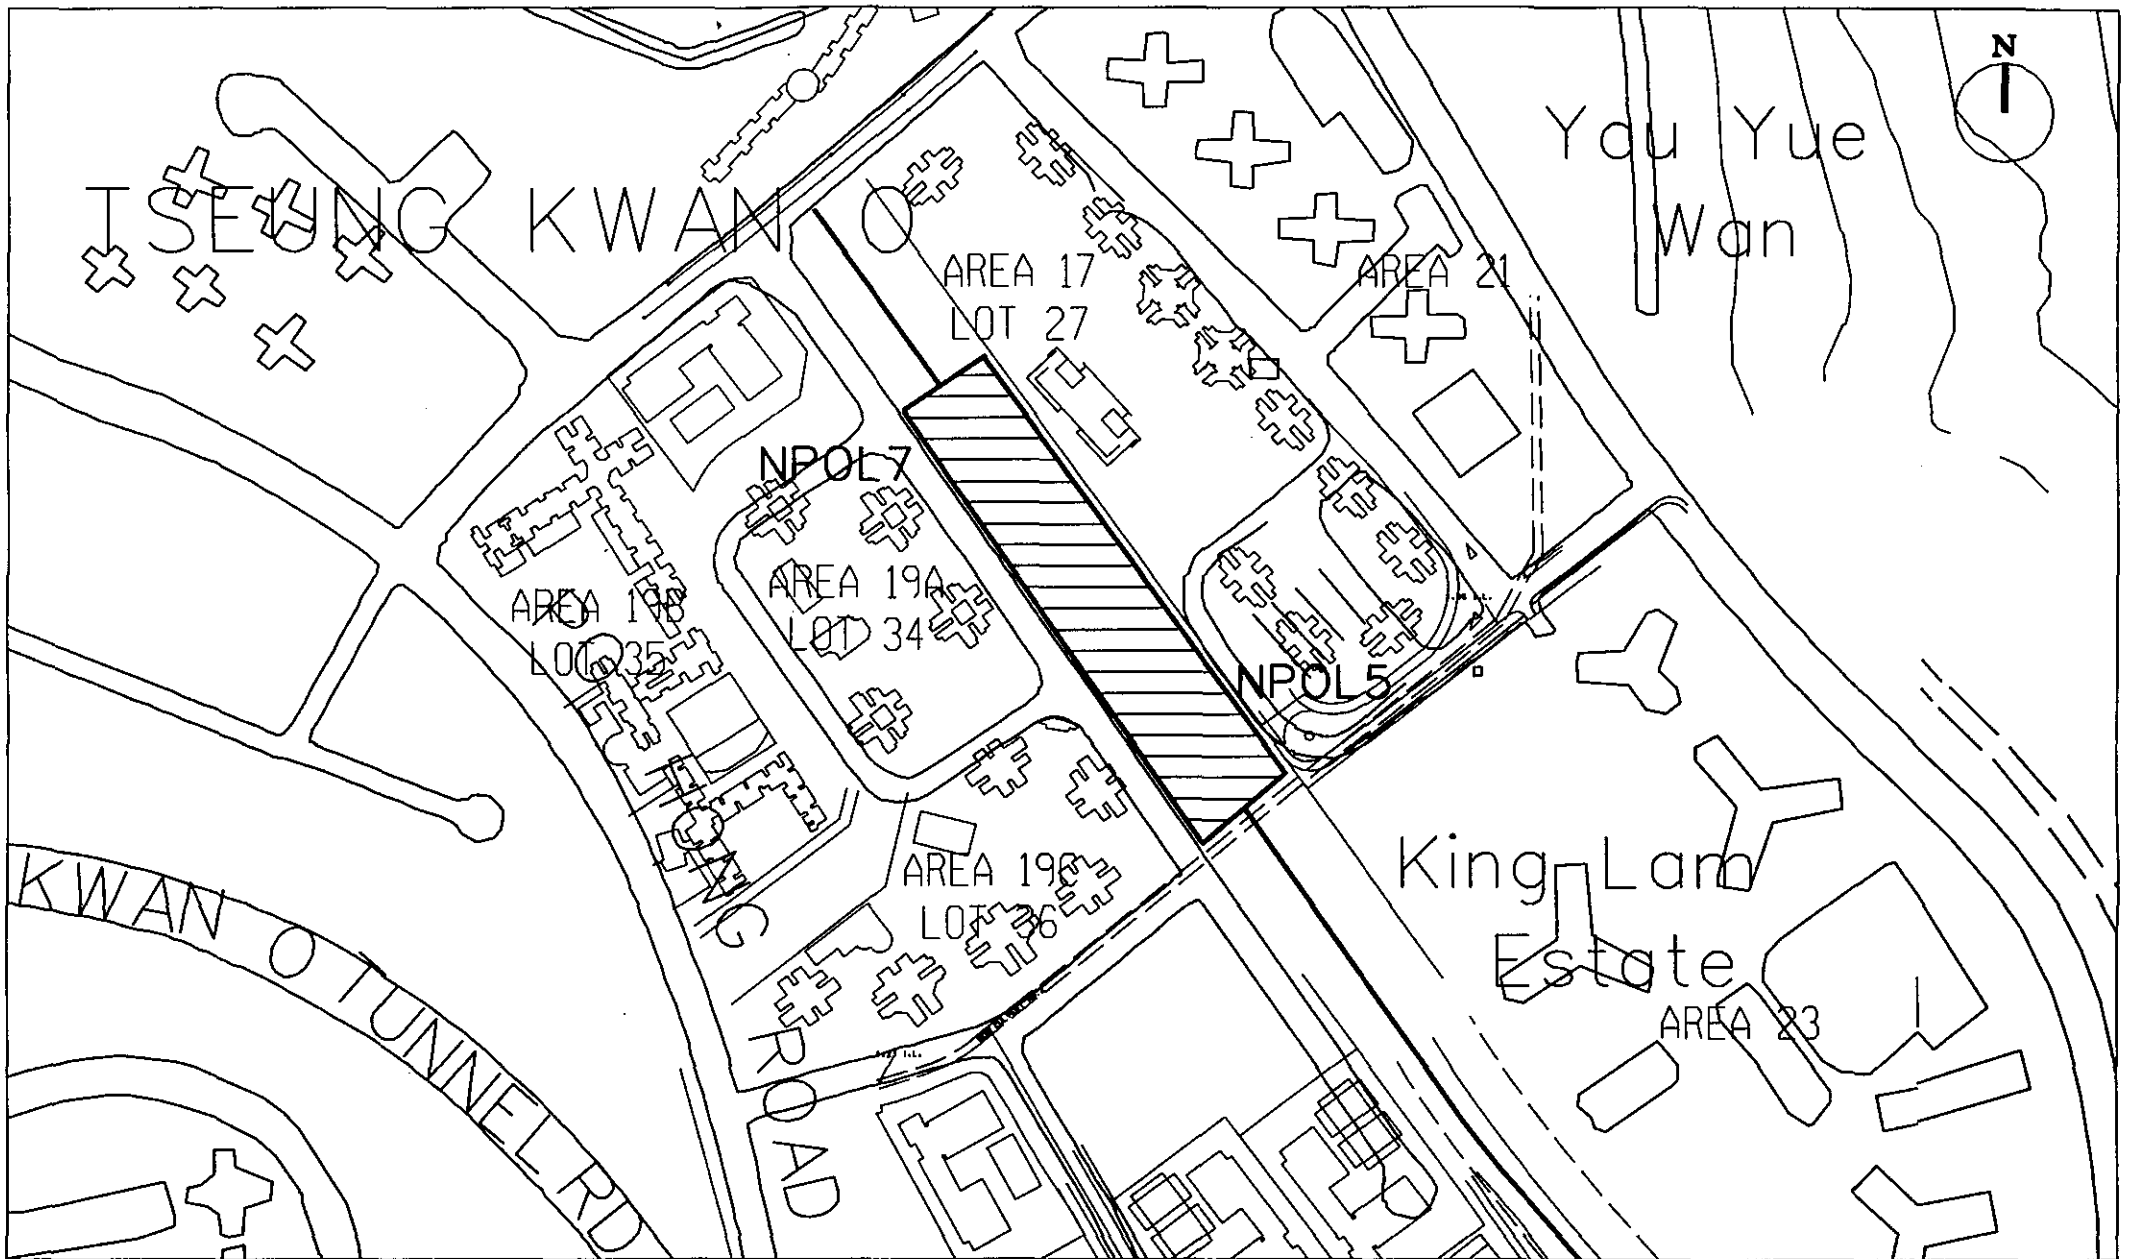 N
You Yue
Wan
TSEUNG KWAN
AREA 17
LOT 27
AREA 21
NPOL7
AREA 19A
LOT 34
AREA 19B
LOT 35
NPOL5
King Lam
Estate
AREA 23
AREA 19C
LOT 36
KWAN O TUNNEL RD
NG ROAD